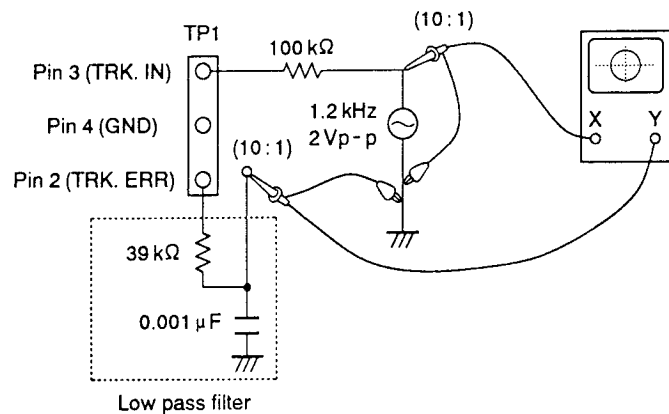 TP1
(10 : 1)
100 kΩ
Pin 3 (TRK. IN)
Pin 4 (GND)
1.2 kHz
2 Vp - p
X
Y
(10 : 1)
Pin 2 (TRK. ERR)
39 kΩ
0.001 µF
Low pass filter